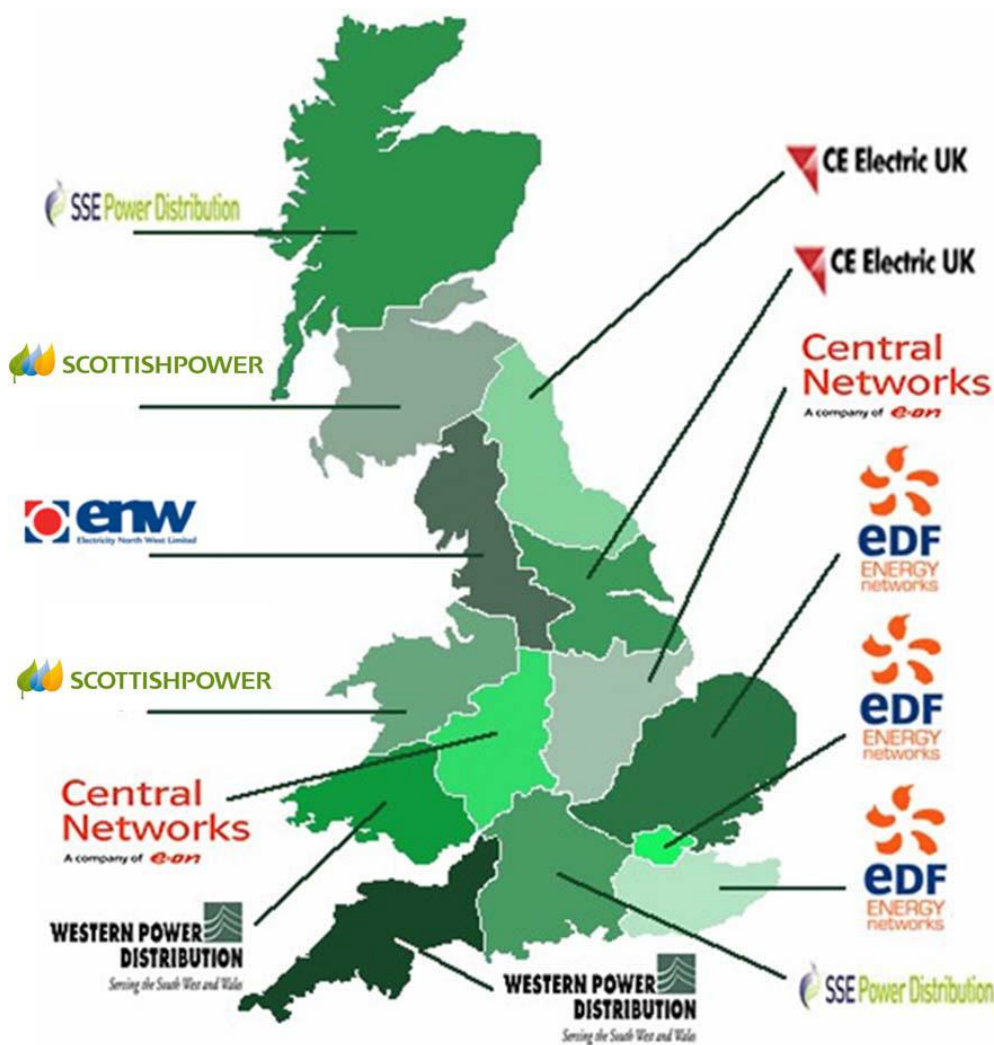 CE Electric UK
SSE Power Distribution
CE Electric UK
SCOTTISHPOWER
Central
Networks
A company of e·on
eDF
ENERGY
networks
enw
Electricity North West Limited
eDF
ENERGY
networks
SCOTTISHPOWER
Central
Networks
A company of e·on
eDF
ENERGY
networks
WESTERN POWER
DISTRIBUTION
Serving the South West and Wales
WESTERN POWER
DISTRIBUTION
Serving the South West and Wales
SSE Power Distribution